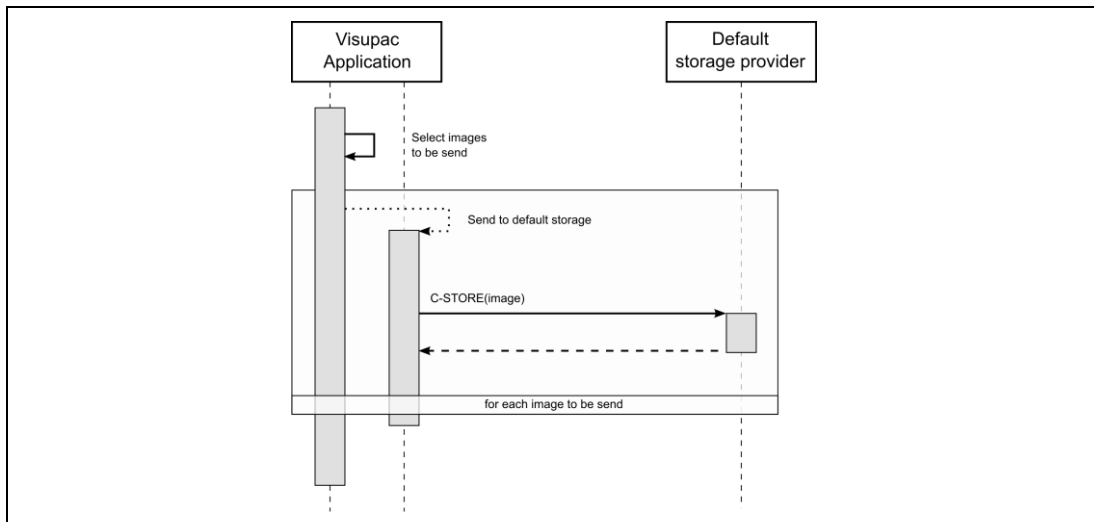 Visupac
Application
Default
storage provider
Select images
to be send
Send to default storage
C-STORE(image)
for each image to be send